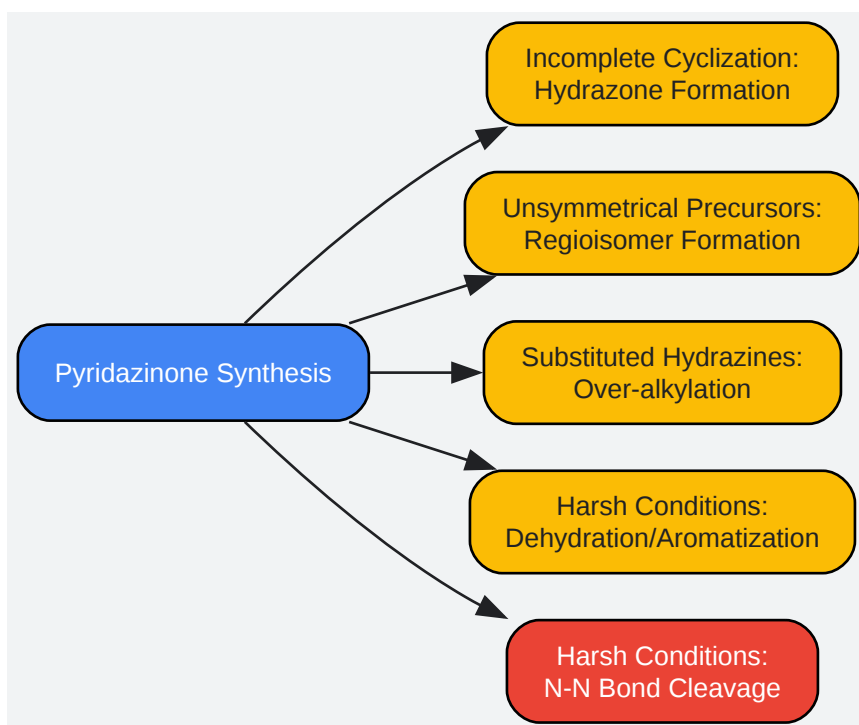 Incomplete Cyclization:
Hydrazone Formation
Unsymmetrical Precursors:
Regioisomer Formation
Pyridazinone Synthesis
Substituted Hydrazines:
Over-alkylation
Harsh Conditions:
Dehydration/Aromatization
Harsh Conditions:
N-N Bond Cleavage